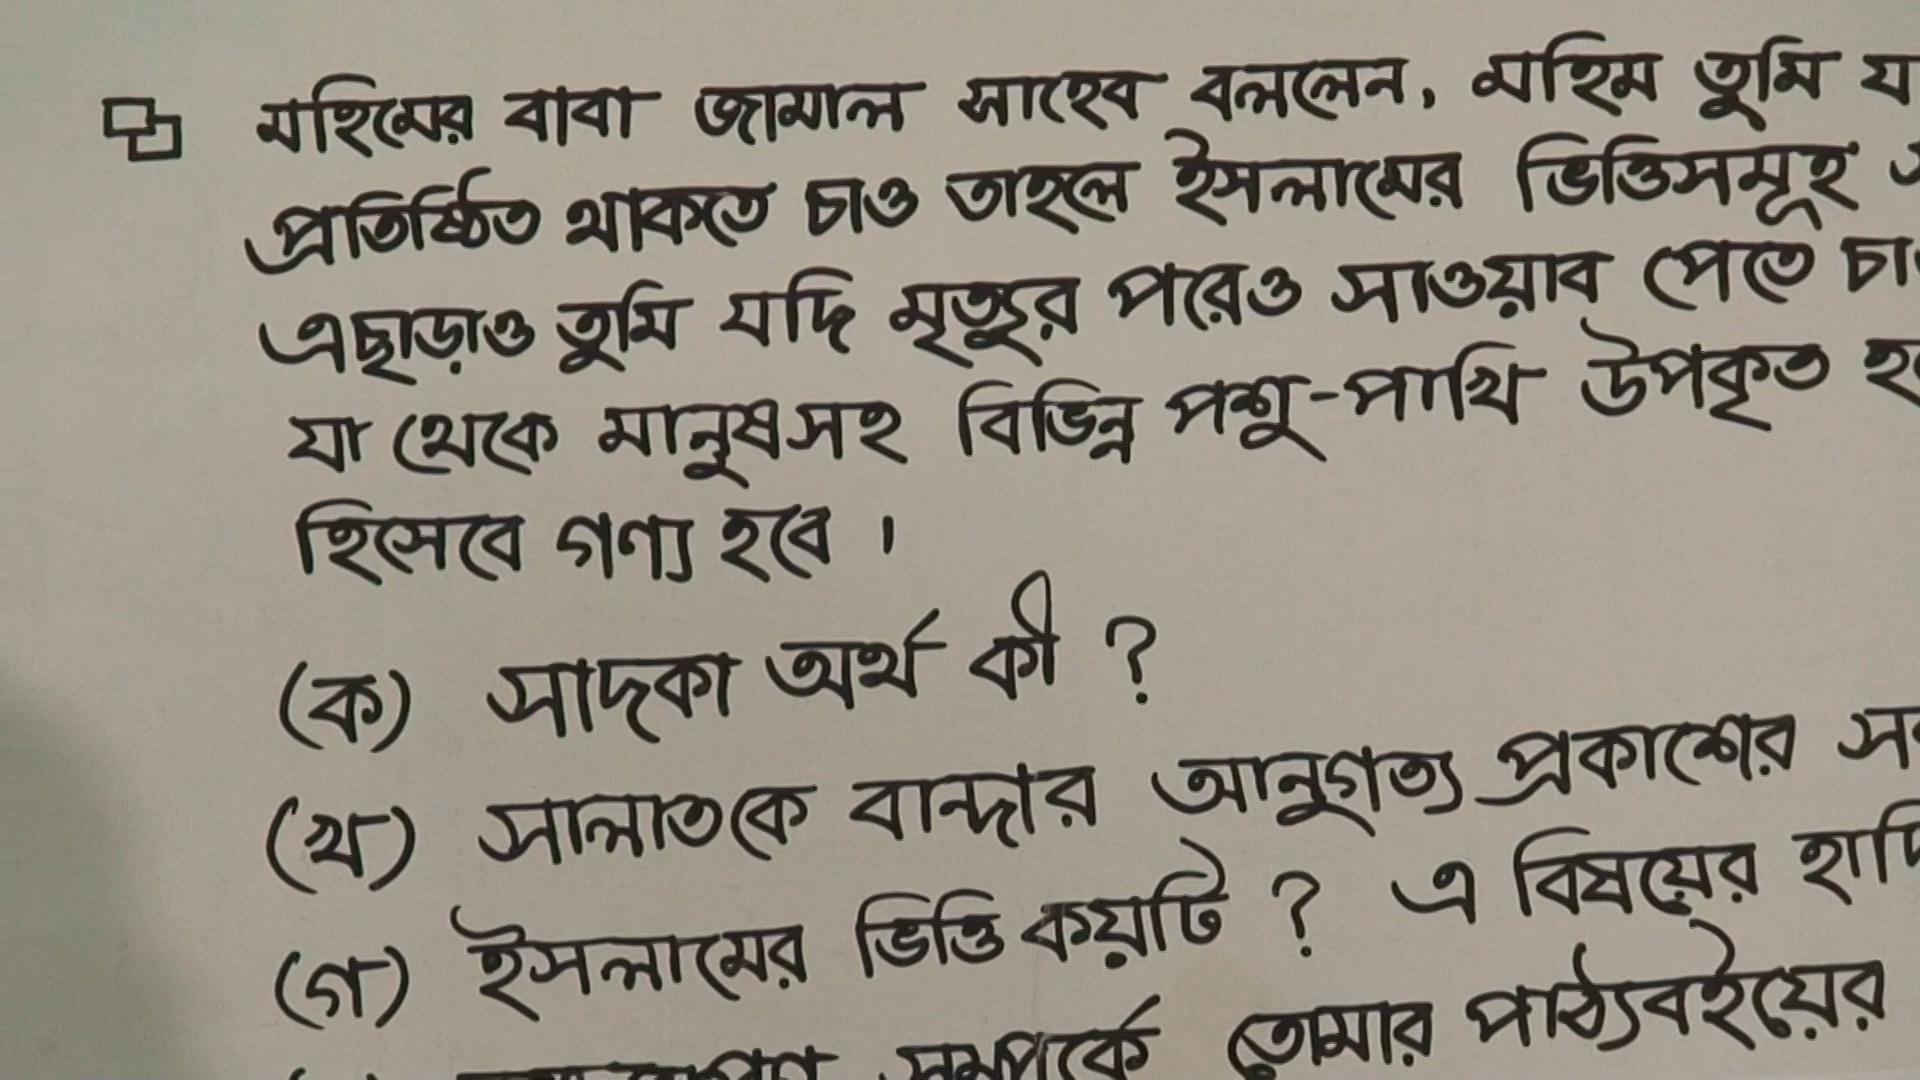 মহিমের বাবা জামাল সাহেব বললেন, মহিম তুমি
প্রতিষ্ঠিত থাকতে চাও তাহলে ইসলামের ভিত্তিসমূহ
এছাড়াও তুমি যদি মৃত্যুর পরেও সাওয়াব পেতে
যা থেকে মানুষসহ বিভিন্ন পশু-পাখি উপকৃত
হিসেবে গণ্য হবে ।
(ক) সাদকা অর্থ কী ?
(খ) সালাতকে বান্দার আনুগত্য প্রকাশের
(গ) ইসলামের ভিত্তি কয়টি ? এ বিষয়ের
সম্পর্কে তোমার পাঠ্যবইয়ের